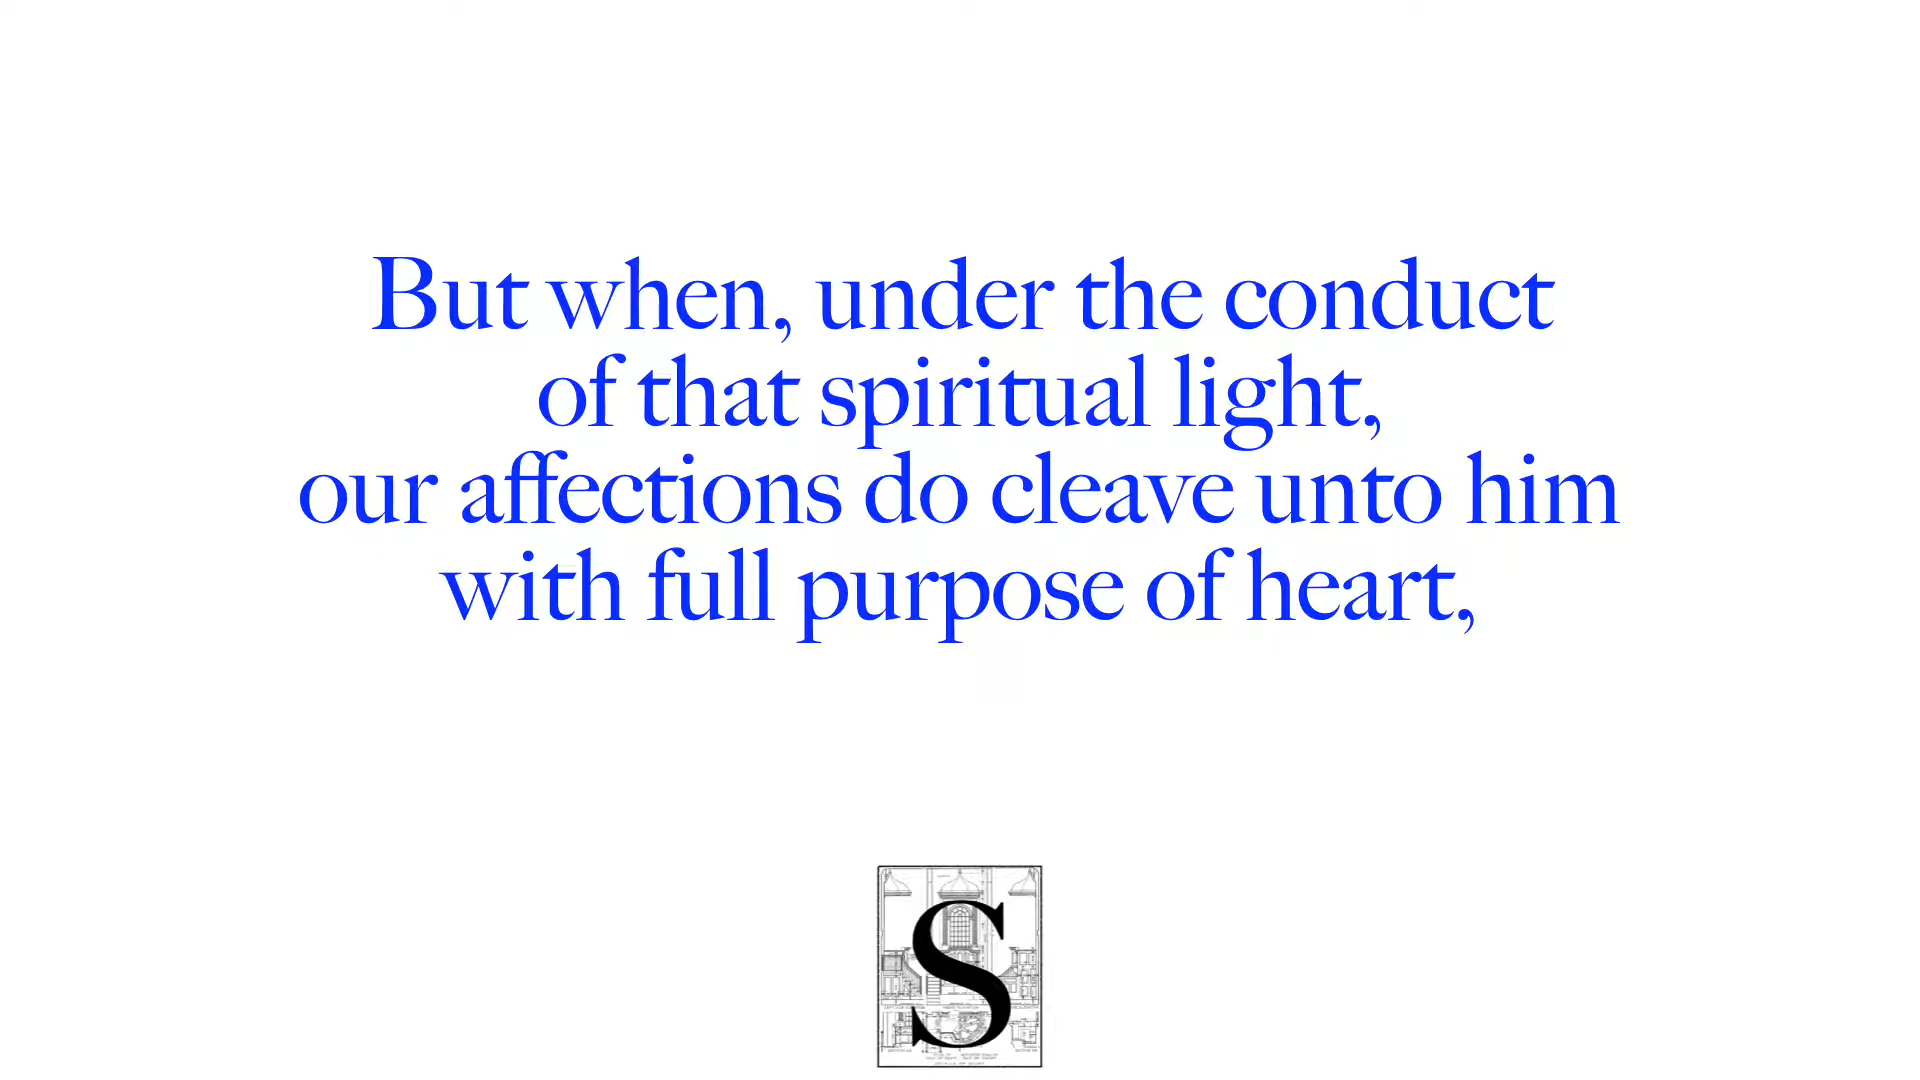 But when, under the conduct
of that spiritual light,
our affections do cleave unto him
with full purpose of heart,
S